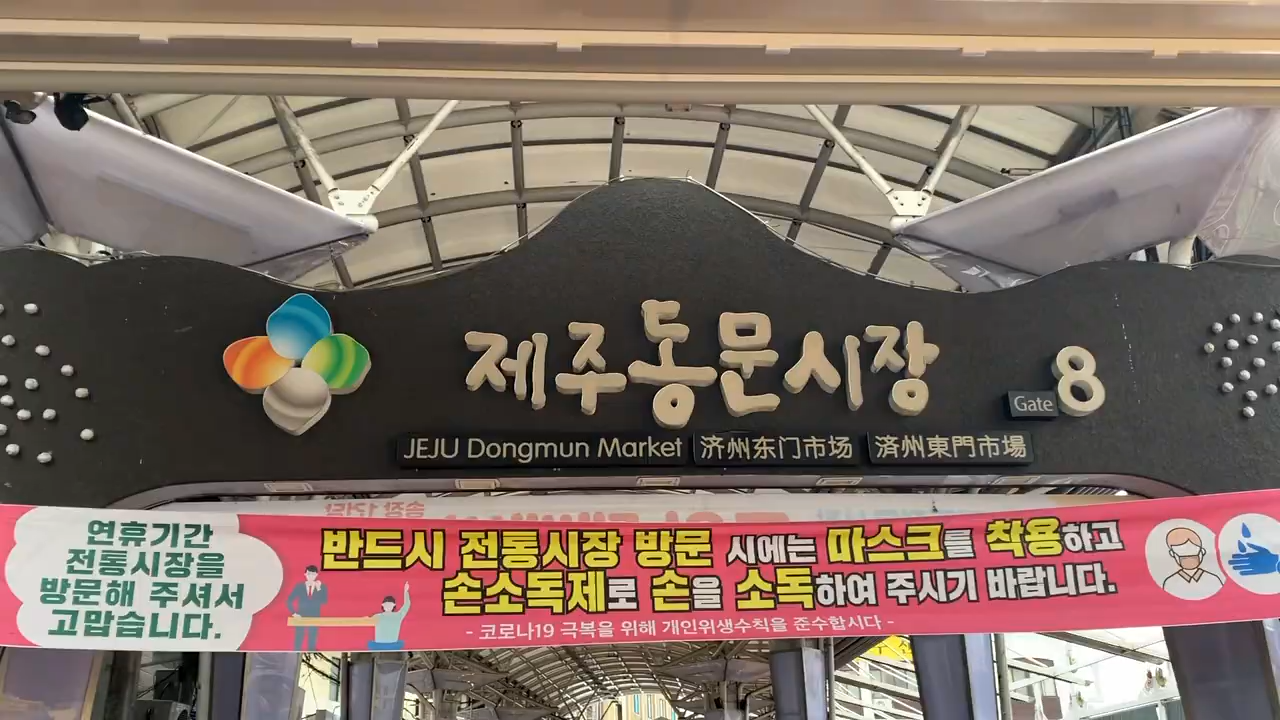 제주동문시장
Gate 8
JEJU Dongmun Market 济州东门市场 済州東門市場
연휴기간
전통시장을
방문해 주셔서
고맙습니다.
반드시 전통시장 방문 시에는 마스크를 착용하고
손소독제로 손을 소독하여 주시기 바랍니다.
- 코로나19 극복을 위해 개인위생수칙을 준수합시다 -